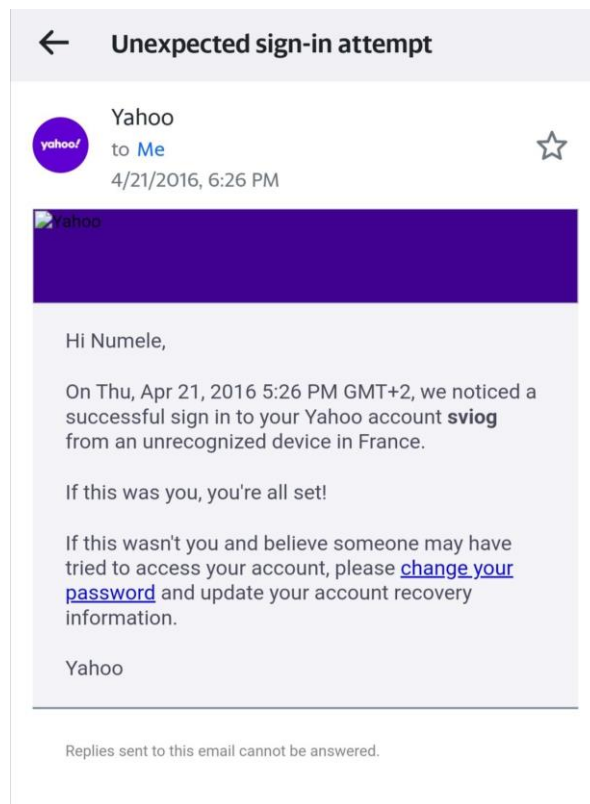 Unexpected sign-in attempt
yahoo!
Yahoo
to Me
4/21/2016, 6:26 PM
Yahoo
Hi Numele,
On Thu, Apr 21, 2016 5:26 PM GMT+2, we noticed a
successful sign in to your Yahoo account sviog
from an unrecognized device in France.
If this was you, you're all set!
If this wasn't you and believe someone may have
tried to access your account, please change your
password and update your account recovery
information.
Yahoo
Replies sent to this email cannot be answered.